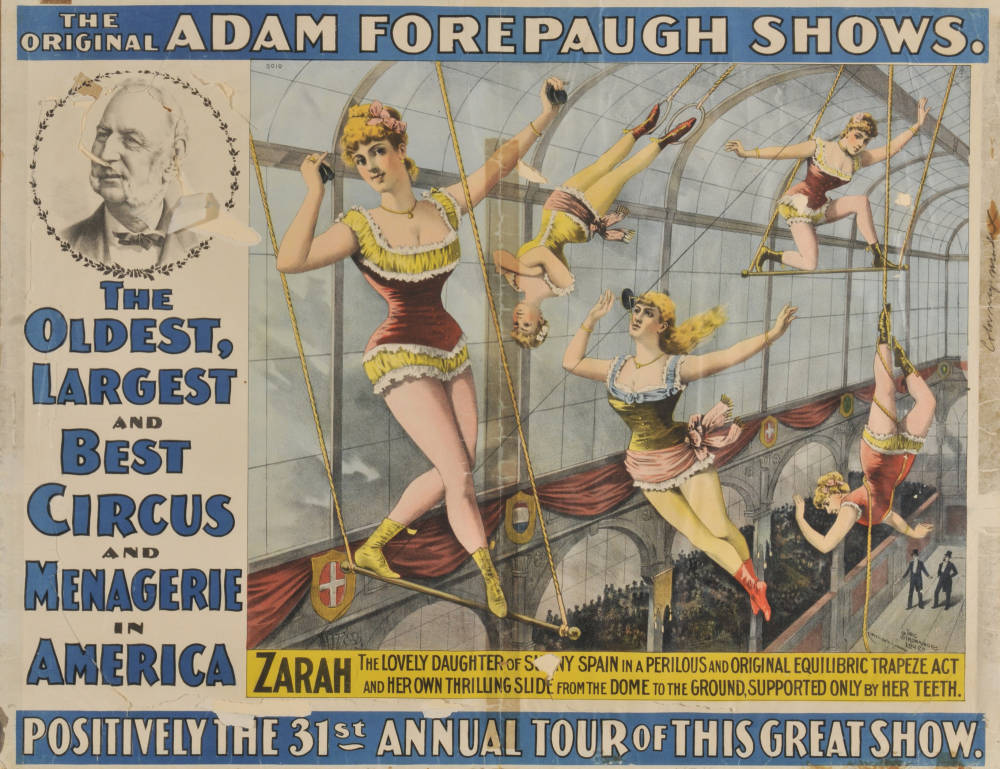 THE
ORIGINAL ADAM FOREPAUGH SHOWS.
5010
THE
OLDEST,
LARGEST
AND
BEST
CIRCUS
AND
MENAGERIE
IN
AMERICA
ZARAH THE LOVELY DAUGHTER OF SPAIN IN A PERILOUS AND ORIGINAL EQUILIBRIC TRAPEZE ACT
AND HER OWN THRILLING SLIDE FROM THE DOME TO THE GROUND, SUPPORTED ONLY BY HER TEETH.
POSITIVELY THE 31st ANNUAL TOUR OF THIS GREAT SHOW.